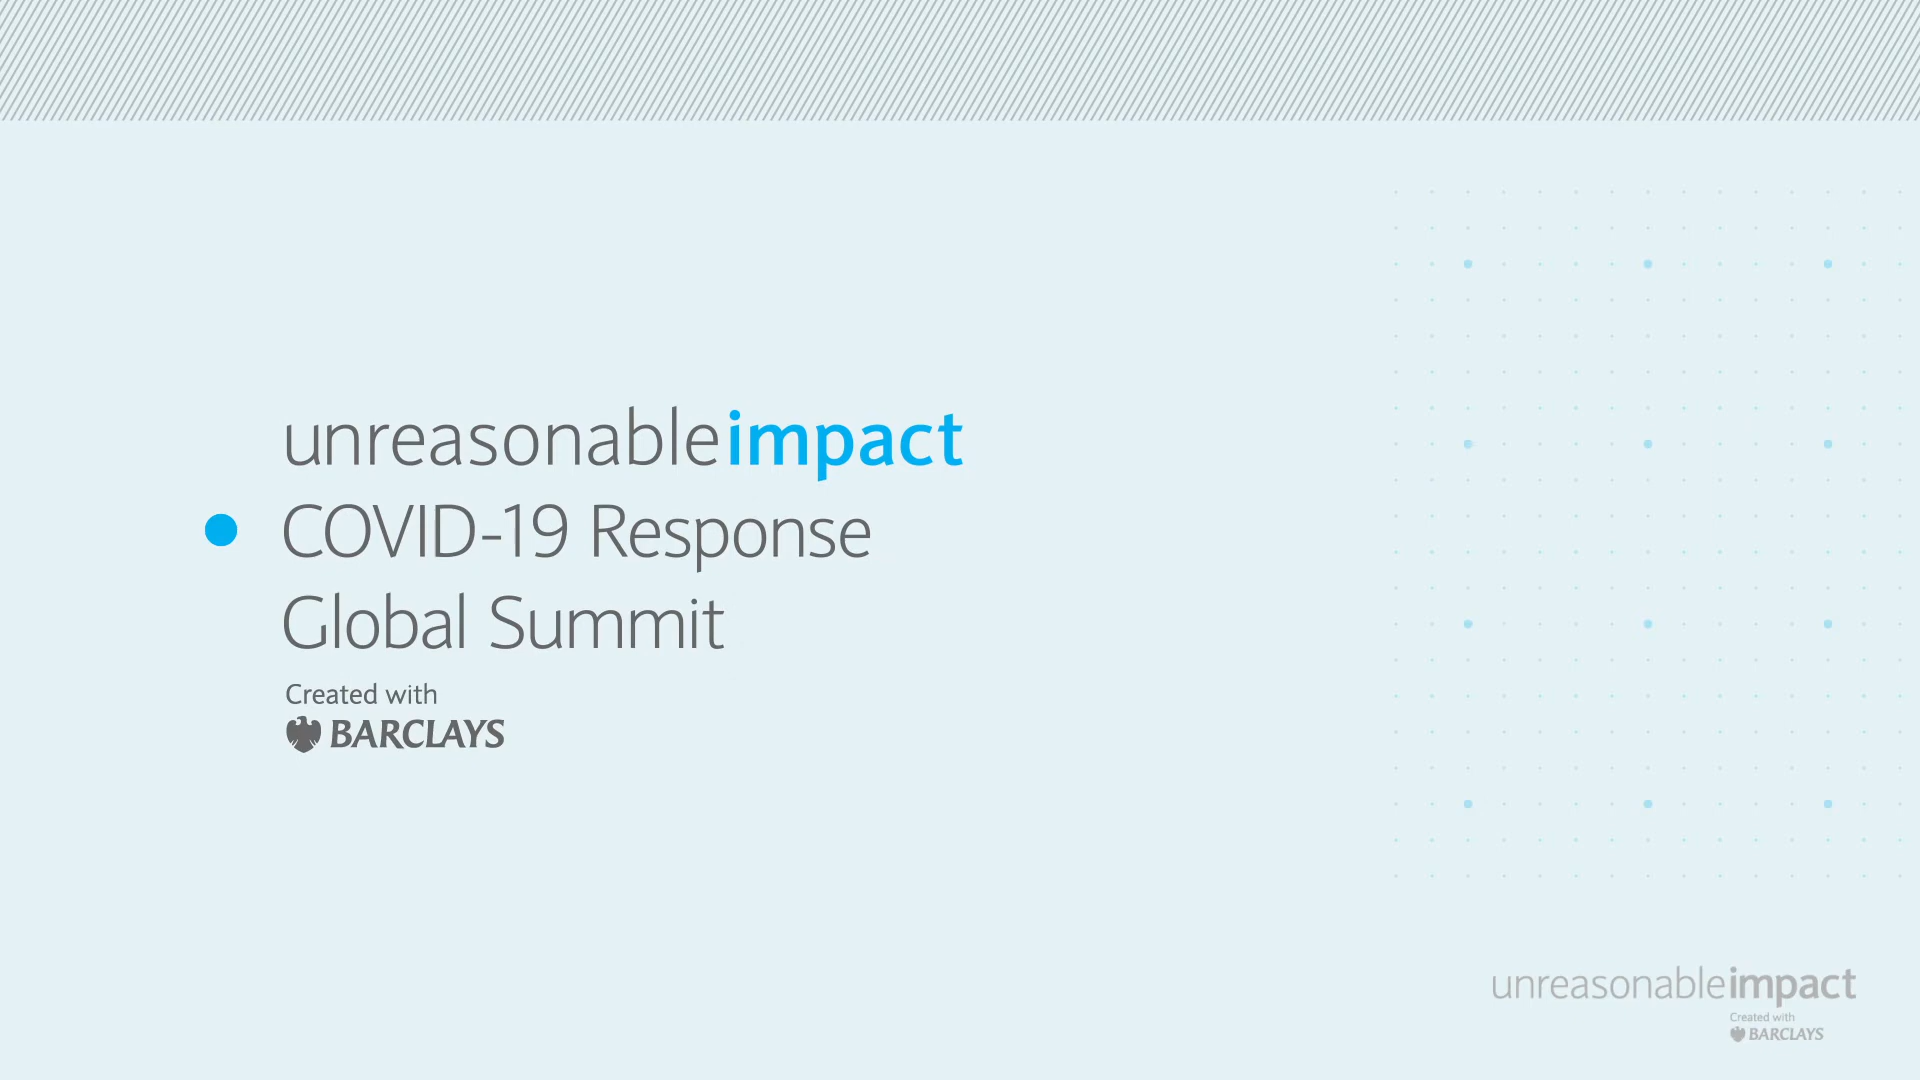 unreasonableimpact
COVID-19 Response
Global Summit
Created with
BARCLAYS
unreasonableimpact
Created with
BARCLAYS